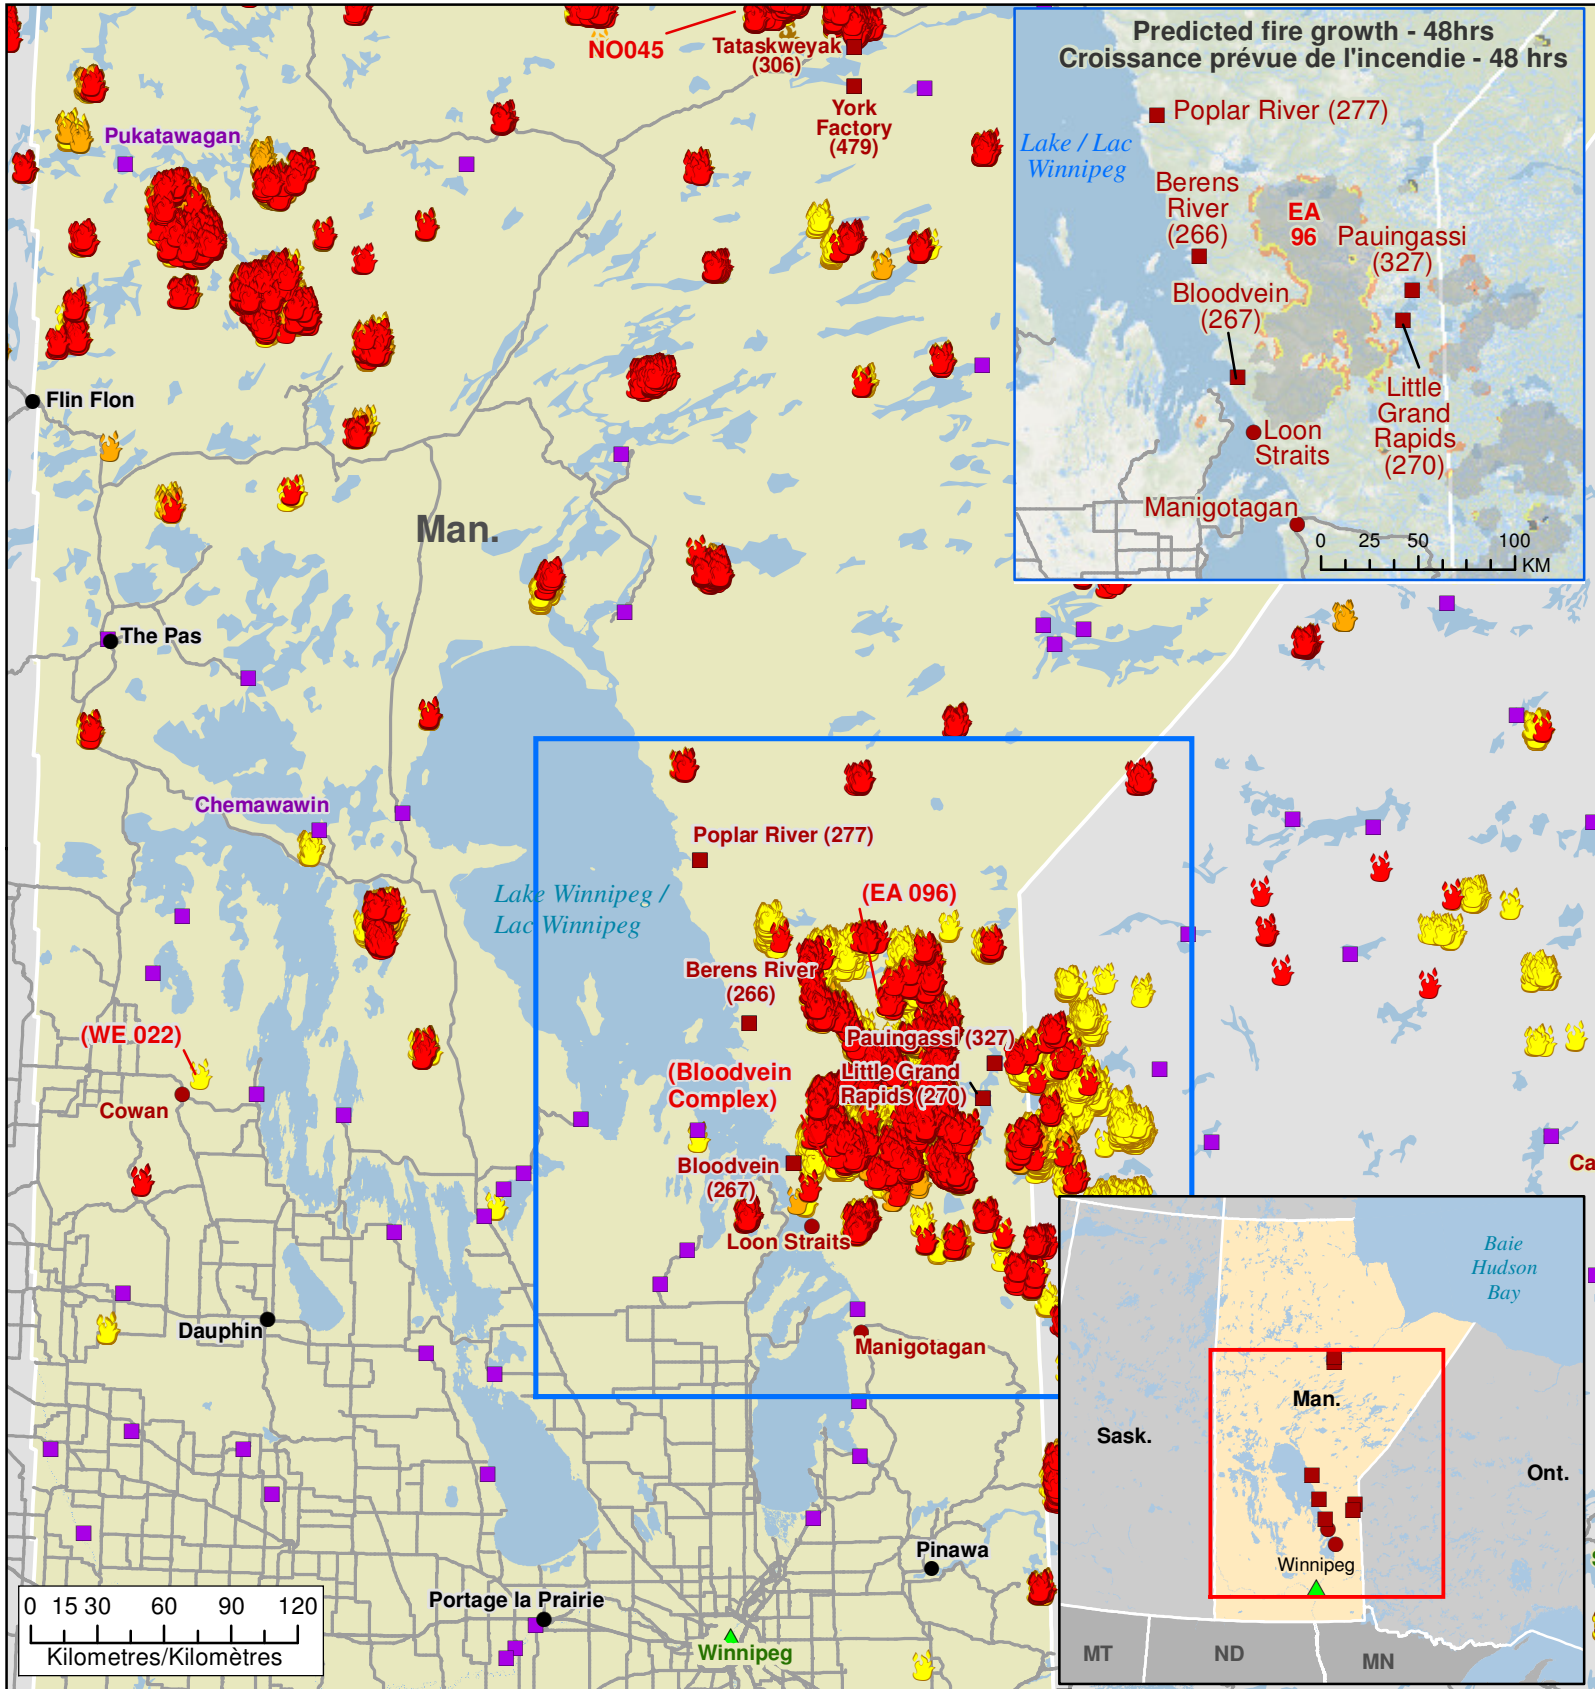 NO045
Tataskweyak
(306)
York
Factory
(479)
Pukatawagan
Flin Flon
Man.
The Pas
Chemawawin
Poplar River (277)
Lake Winnipeg /
Lac Winnipeg
(EA 096)
Berens River
(266)
(WE 022)
Cowan
Pauingassi (327)
(Bloodvein
Complex)
Little Grand
Rapids (270)
Bloodvein
(267)
Loon Straits
Dauphin
Manigotagan
Pinawa
Portage la Prairie
Winnipeg
Ca
0 15 30 60 90 120
Kilometres/Kilomètres
Predicted fire growth - 48hrs
Croissance prévue de l'incendie - 48 hrs
Poplar River (277)
Lake / Lac
Winnipeg
Berens
River
(266)
EA
96
Pauingassi
(327)
Bloodvein
(267)
Little
Grand
Rapids
(270)
Loon
Straits
Manigotagan
0 25 50 100
KM
Baie
Hudson
Bay
Man.
Sask.
Ont.
Winnipeg
MT
ND
MN